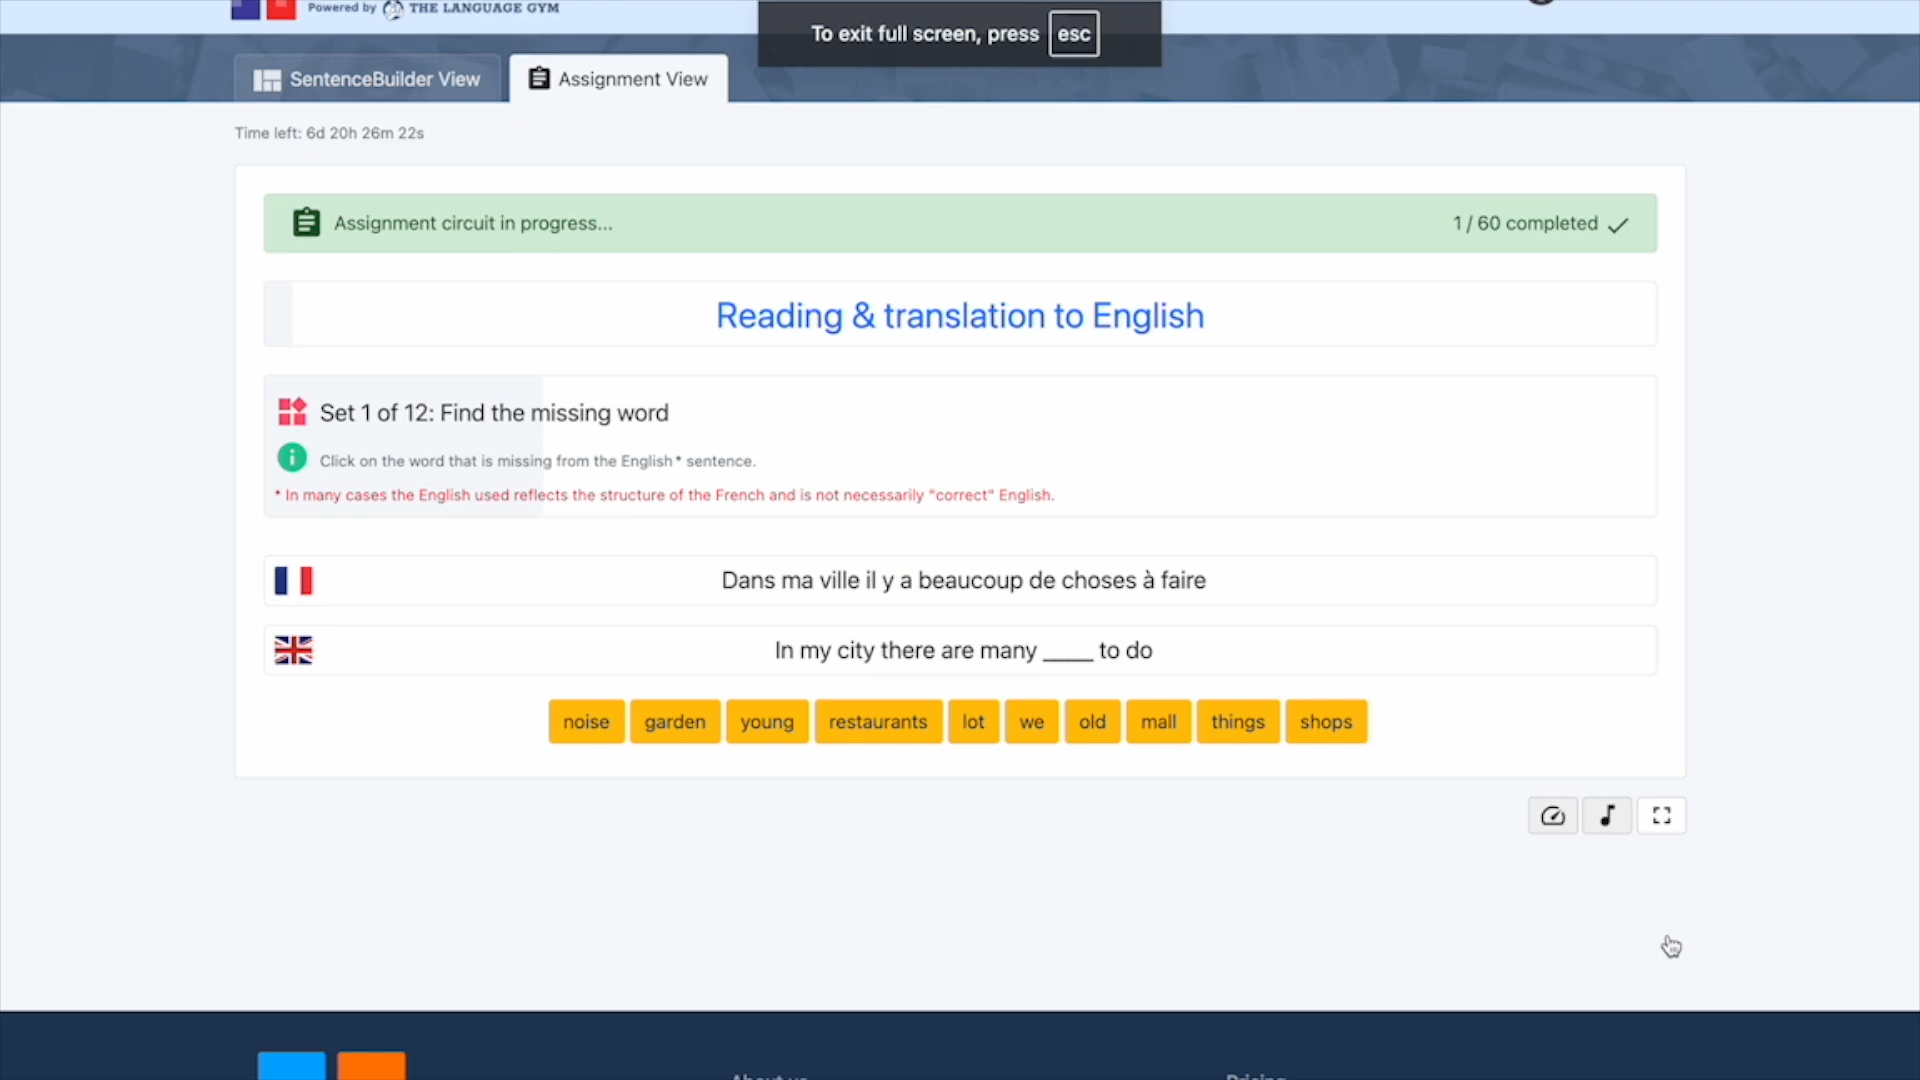 Powered by THE LANGUAGE GYM
To exit full screen, press esc
SentenceBuilder View
Assignment View
Time left: 6d 20h 26m 22s
Assignment circuit in progress...
1 / 60 completed
Reading & translation to English
Set 1 of 12: Find the missing word
Click on the word that is missing from the English* sentence.
* In many cases the English used reflects the structure of the French and is not necessarily "correct" English.
Dans ma ville il y a beaucoup de choses à faire
In my city there are many _____ to do
noise garden young restaurants lot we old mall things shops
About us
Pricing